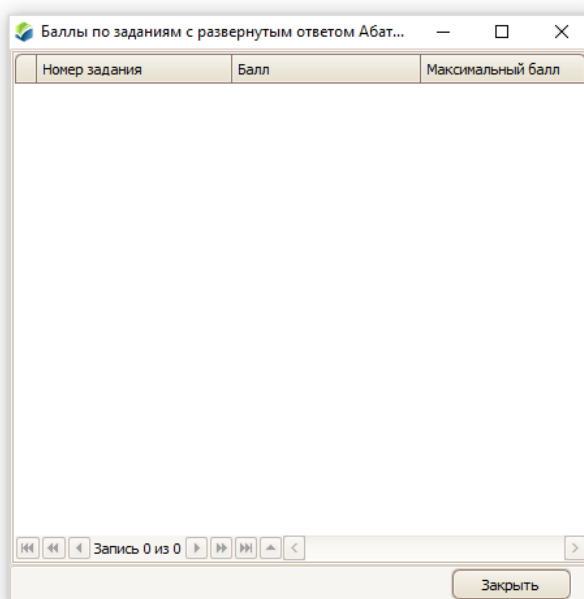 Баллы по заданиям с развернутым ответом Абат...
Номер задания Балл Максимальный балл
Запись 0 из 0
Закрыть